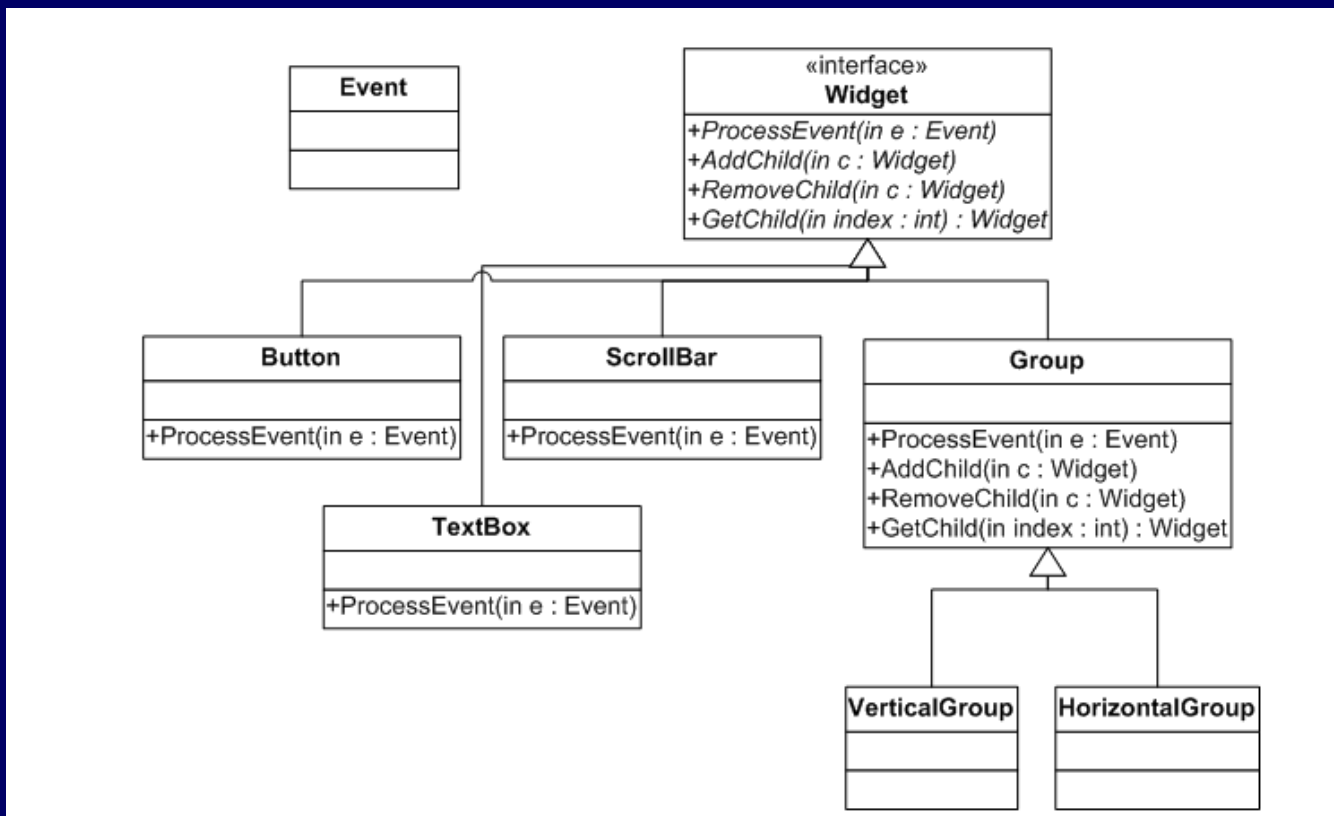 Event
«interface»
Widget
+ProcessEvent(in e : Event)
+AddChild(in c : Widget)
+RemoveChild(in c : Widget)
+GetChild(in index : int) : Widget
Button
+ProcessEvent(in e : Event)
ScrollBar
+ProcessEvent(in e : Event)
Group
+ProcessEvent(in e : Event)
+AddChild(in c : Widget)
+RemoveChild(in c : Widget)
+GetChild(in index : int) : Widget
TextBox
+ProcessEvent(in e : Event)
VerticalGroup
HorizontalGroup